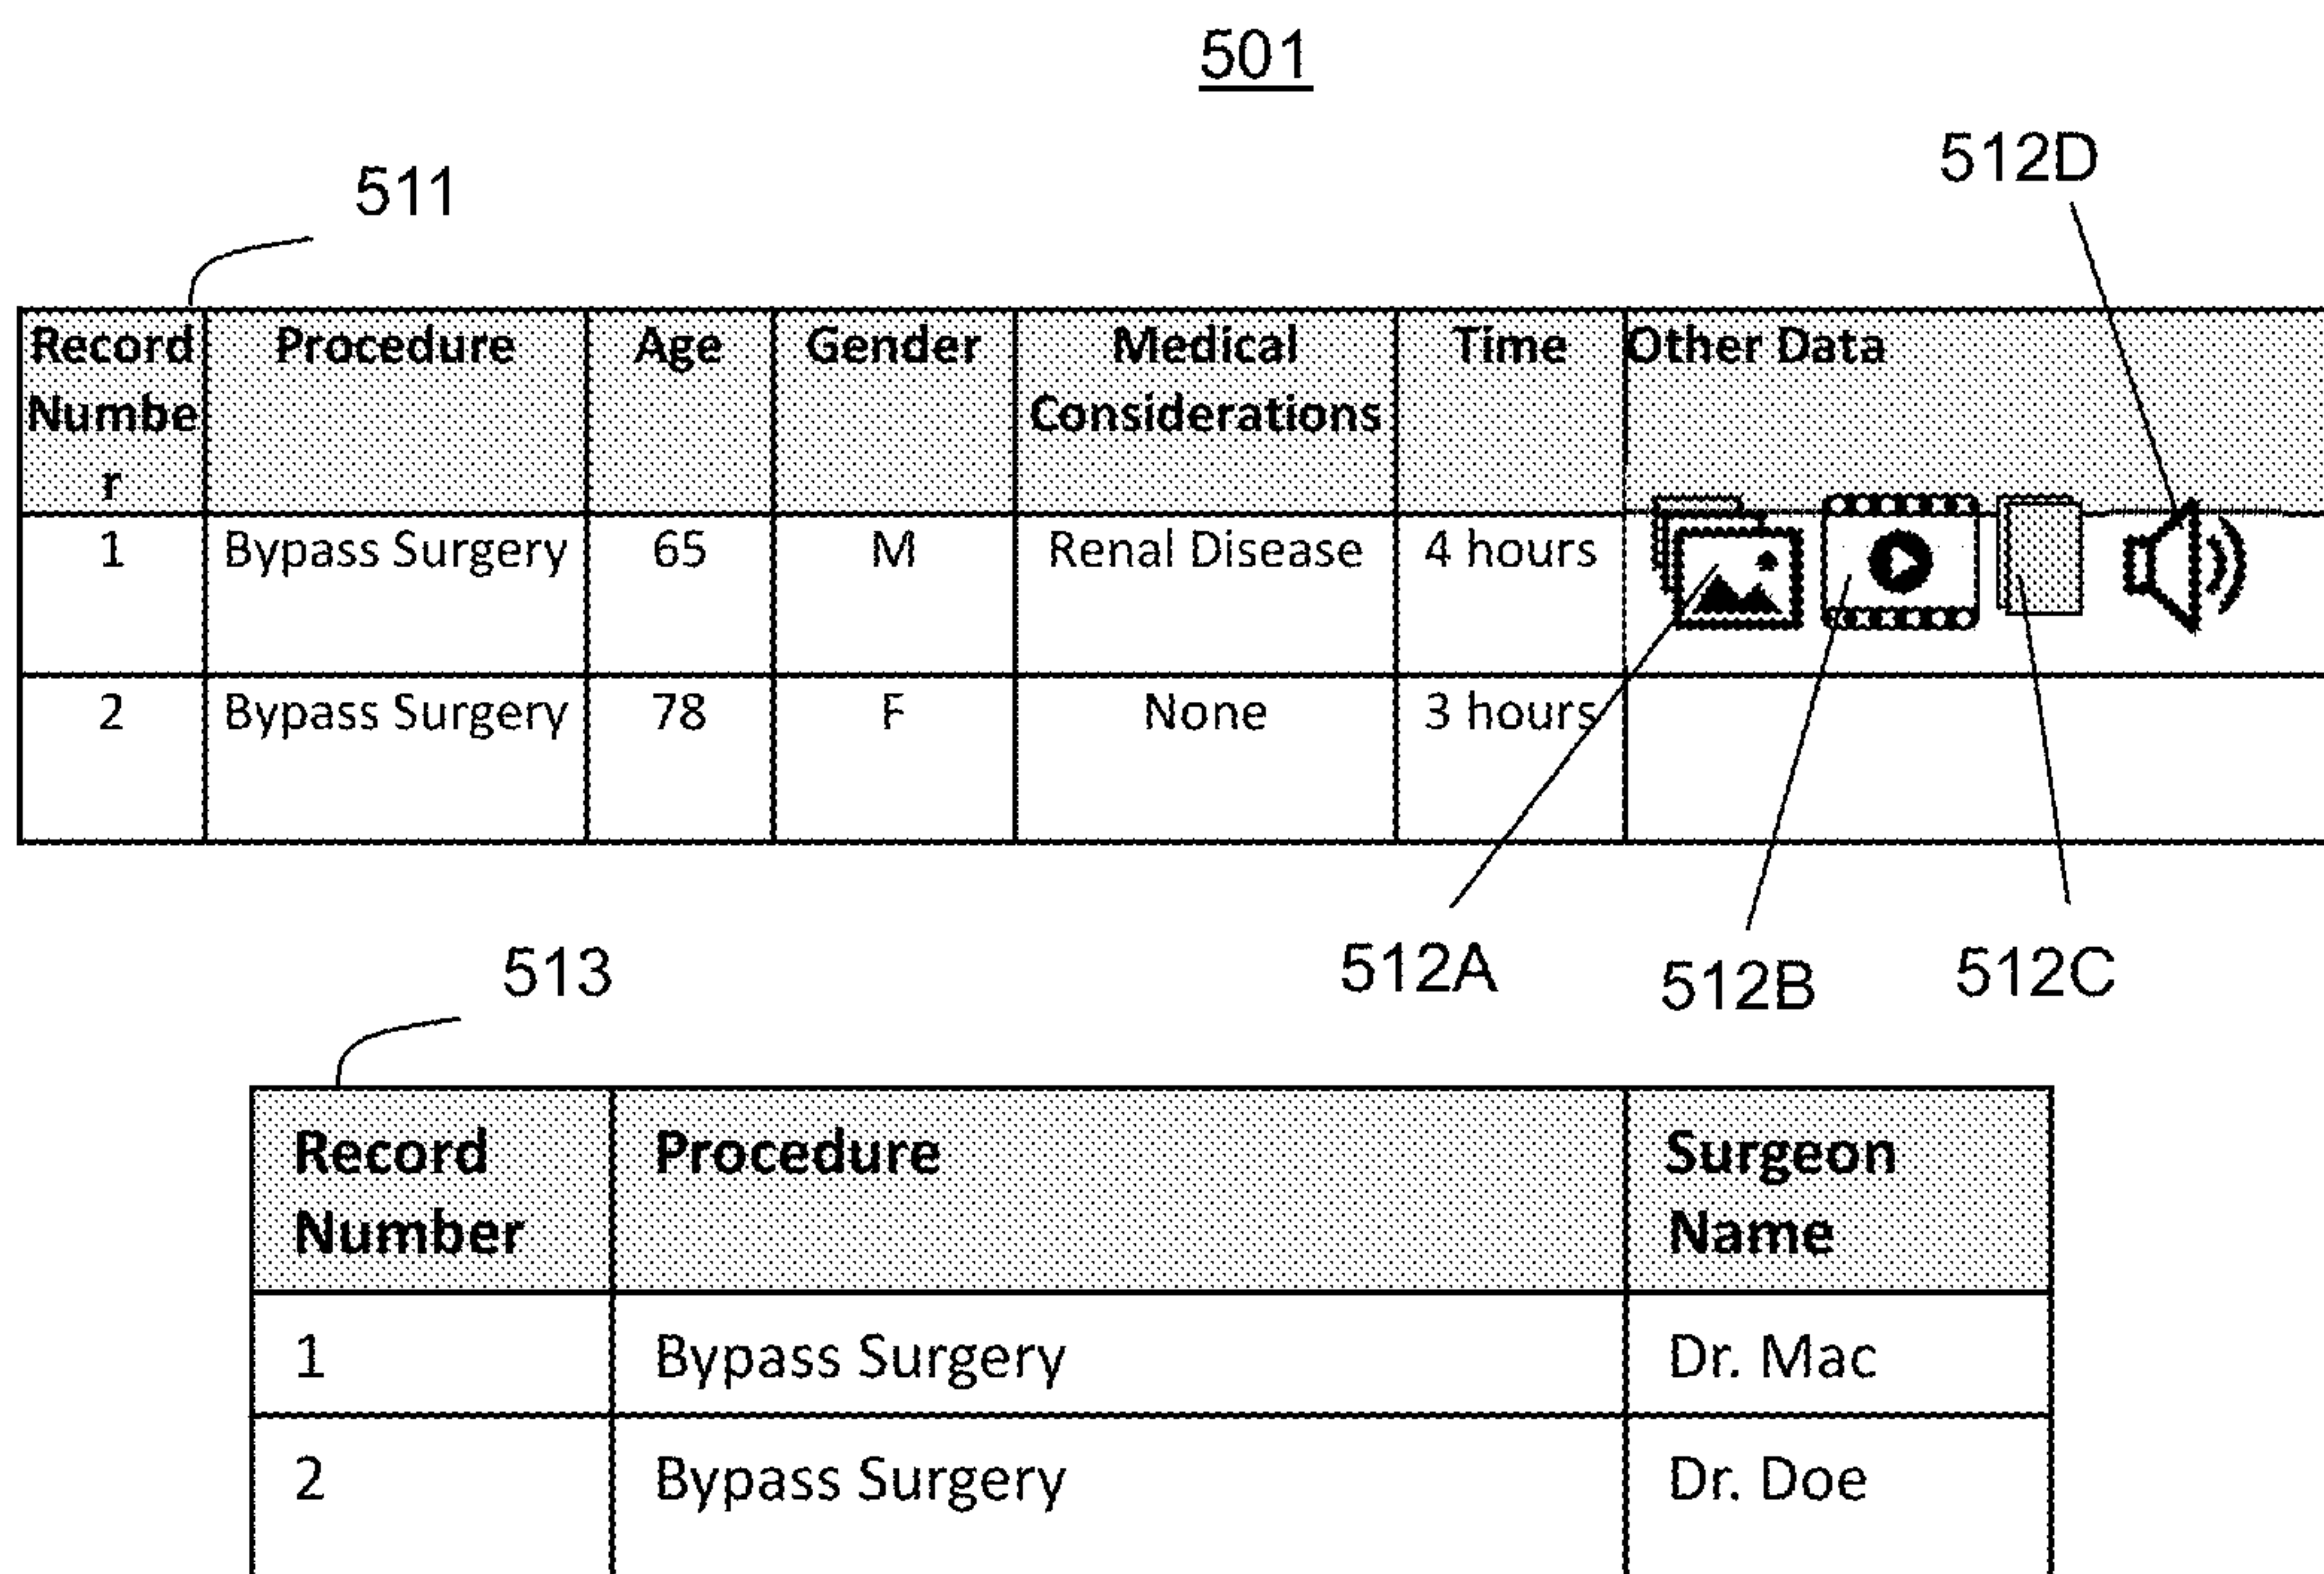 501
512D
511
Record Procedure Age Gender Medical Time Other Data
Numbe Considerations
r
1 Bypass Surgery 65 M Renal Disease 4 hours
2 Bypass Surgery 78 F None 3 hours
512A 512B 512C
513
Record Procedure Surgeon
Number Name
1 Bypass Surgery Dr. Mac
2 Bypass Surgery Dr. Doe